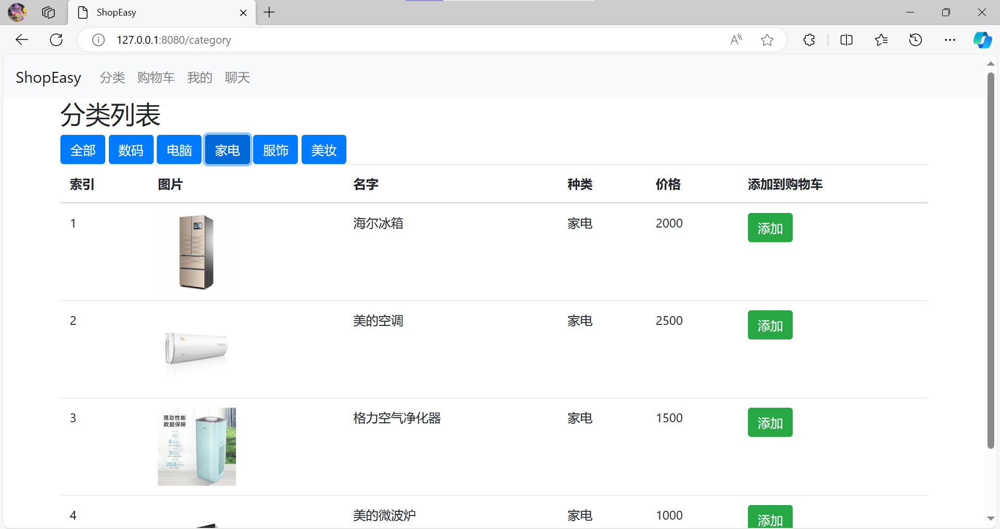 ShopEasy
127.0.0.1:8080/category
ShopEasy 分类 购物车 我的 聊天
分类列表
全部 数码 电脑 家电 服饰 美妆
索引 图片 名字 种类 价格 添加到购物车
1 海尔冰箱 家电 2000 添加
2 美的空调 家电 2500 添加
3 格力空气净化器 家电 1500 添加
强劲性能
数据保障
6
3
253
4 美的微波炉 家电 1000 添加